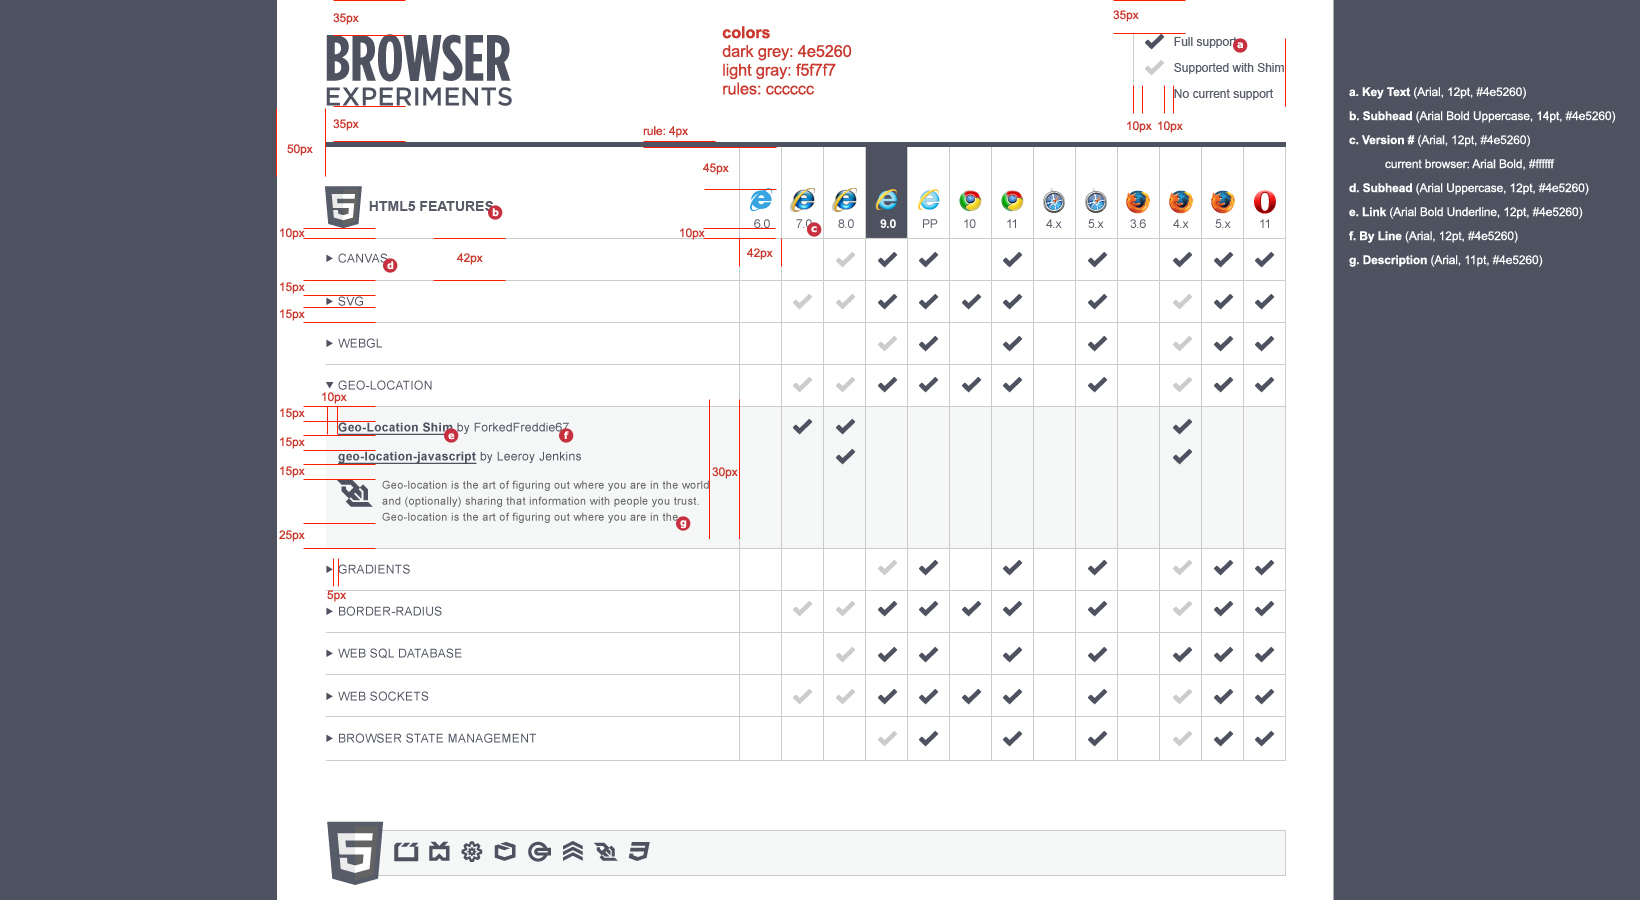 35px
35px
BROWSER
EXPERIMENTS
colors
dark grey: 4e5260
light gray: f5f7f7
rules: cccccc
Full support
a
Supported with Shim
No current support
10px 10px
a. Key Text (Arial, 12pt, #4e5260)
b. Subhead (Arial Bold Uppercase, 14pt, #4e5260)
c. Version # (Arial, 12pt, #4e5260)
current browser: Arial Bold, #ffffff
d. Subhead (Arial Uppercase, 12pt, #4e5260)
e. Link (Arial Bold Underline, 12pt, #4e5260)
f. By Line (Arial, 12pt, #4e5260)
g. Description (Arial, 11pt, #4e5260)
35px
rule: 4px
50px
45px
5 HTML5 FEATURES b
6.0 7.0 8.0 9.0 PP 10 11 4.x 5.x 3.6 4.x 5.x 11
c
10px
10px
CANVAS d
42px
42px
15px
SVG
15px
WEBGL
GEO-LOCATION
10px
15px
Geo-Location Shim by ForkedFreddie67
e
f
15px
geo-location-javascript by Leeroy Jenkins
15px
30px
Geo-location is the art of figuring out where you are in the world
and (optionally) sharing that information with people you trust.
Geo-location is the art of figuring out where you are in the
g
25px
GRADIENTS
5px
BORDER-RADIUS
WEB SQL DATABASE
WEB SOCKETS
BROWSER STATE MANAGEMENT
5